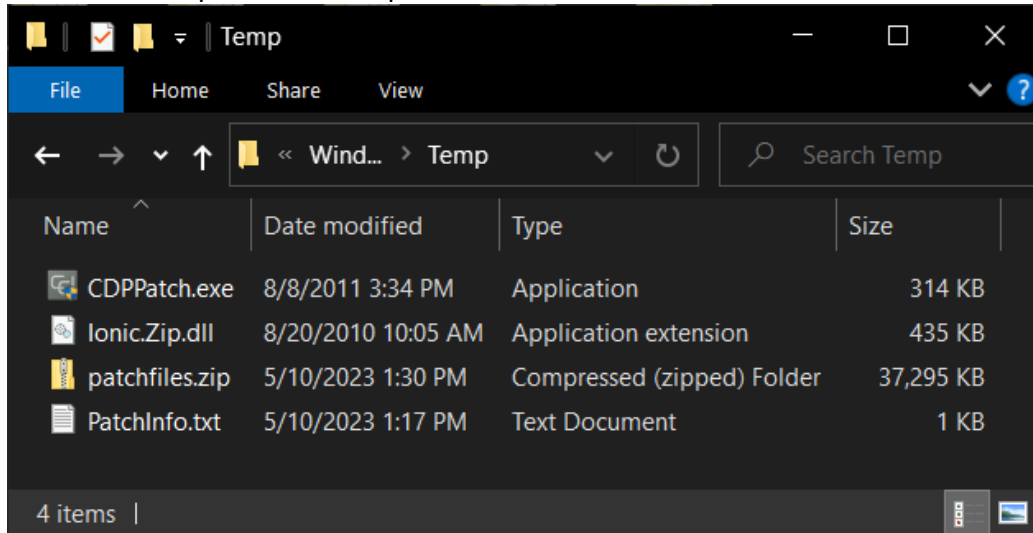 Temp
File Home Share View
« Wind... > Temp Search Temp
Name Date modified Type Size
CDPPatch.exe 8/8/2011 3:34 PM Application 314 KB
Ionic.Zip.dll 8/20/2010 10:05 AM Application extension 435 KB
patchfiles.zip 5/10/2023 1:30 PM Compressed (zipped) Folder 37,295 KB
PatchInfo.txt 5/10/2023 1:17 PM Text Document 1 KB
4 items